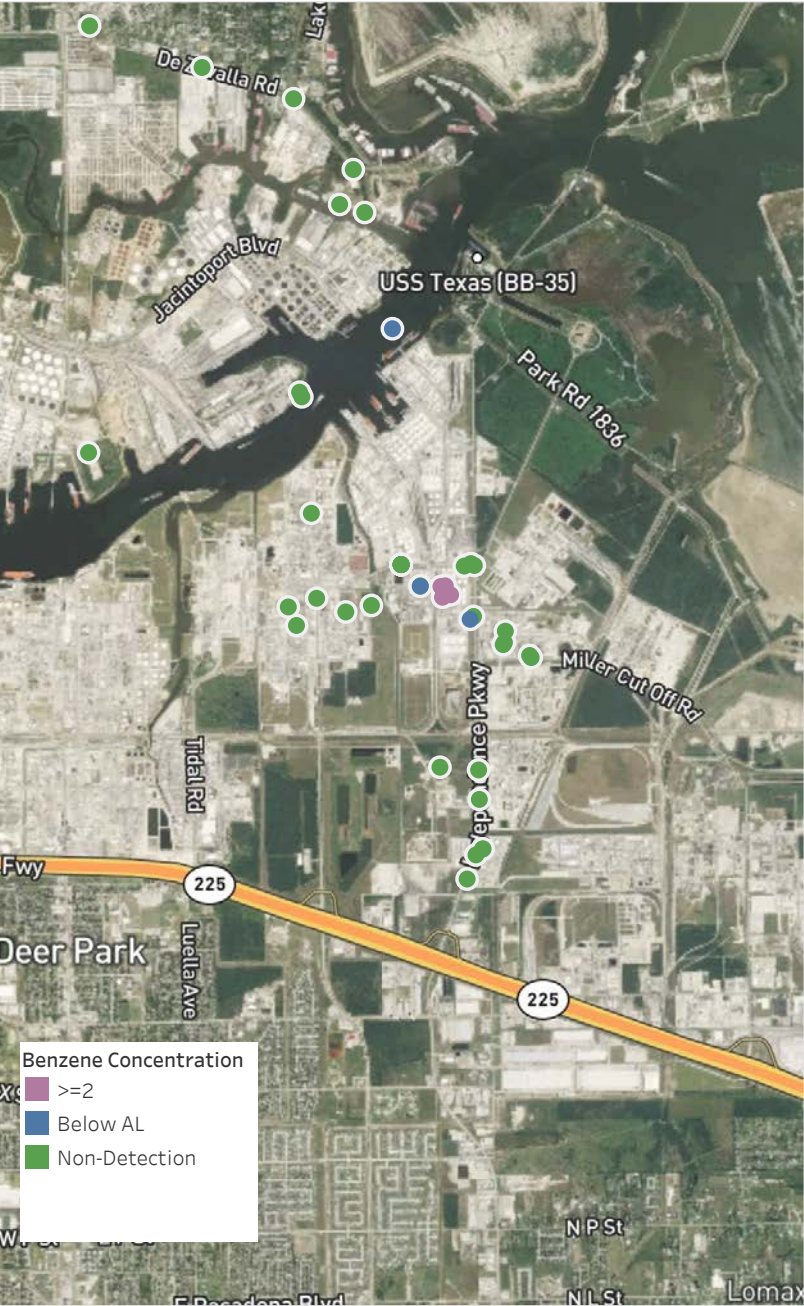 Lak
De Zavalla Rd
Jacintoport Blvd
USS Texas (BB-35)
Park Rd 1836
Miller Cut Off Rd
Tidal Rd
Fwy
225
Deer Park
Luella Ave
225
Benzene Concentration
>=2
Below AL
Non-Detection
N P St
N L St
Lomax